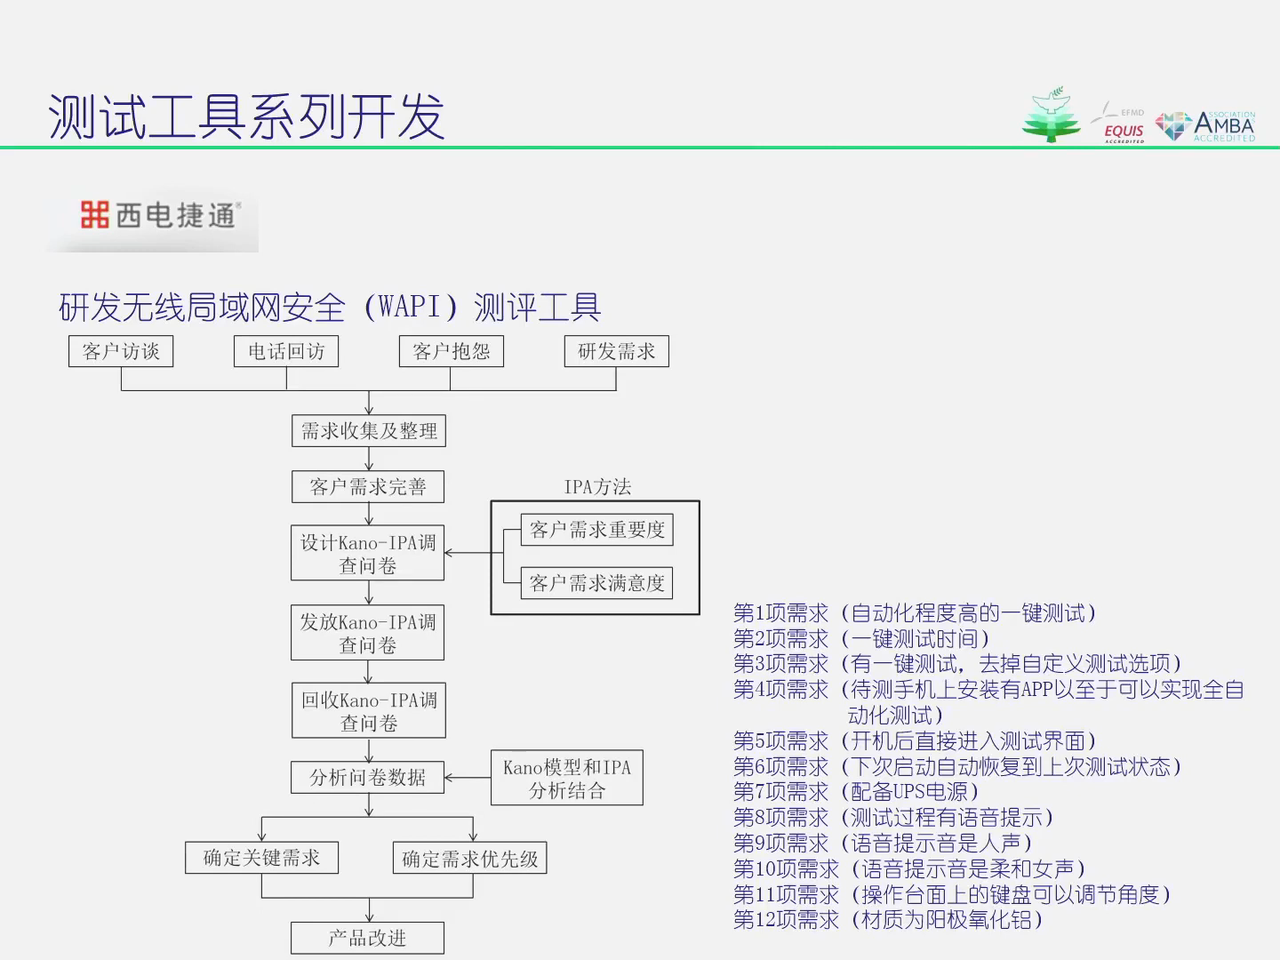 测试工具系列开发
EFMD
EQUIS
ACCREDITED
ASSOCIATION
AMBA
ACCREDITED
西电捷通®
研发无线局域网安全（WAPI）测评工具
客户访谈
电话回访
客户抱怨
研发需求
需求收集及整理
客户需求完善
IPA方法
客户需求重要度
客户需求满意度
设计Kano-IPA调
查问卷
发放Kano-IPA调
查问卷
回收Kano-IPA调
查问卷
分析问卷数据
Kano模型和IPA
分析结合
确定关键需求
确定需求优先级
产品改进
第1项需求（自动化程度高的一键测试）
第2项需求（一键测试时间）
第3项需求（有一键测试，去掉自定义测试选项）
第4项需求（待测手机上安装有APP以至于可以实现全自
动化测试）
第5项需求（开机后直接进入测试界面）
第6项需求（下次启动自动恢复到上次测试状态）
第7项需求（配备UPS电源）
第8项需求（测试过程有语音提示）
第9项需求（语音提示音是人声）
第10项需求（语音提示音是柔和女声）
第11项需求（操作台面上的键盘可以调节角度）
第12项需求（材质为阳极氧化铝）